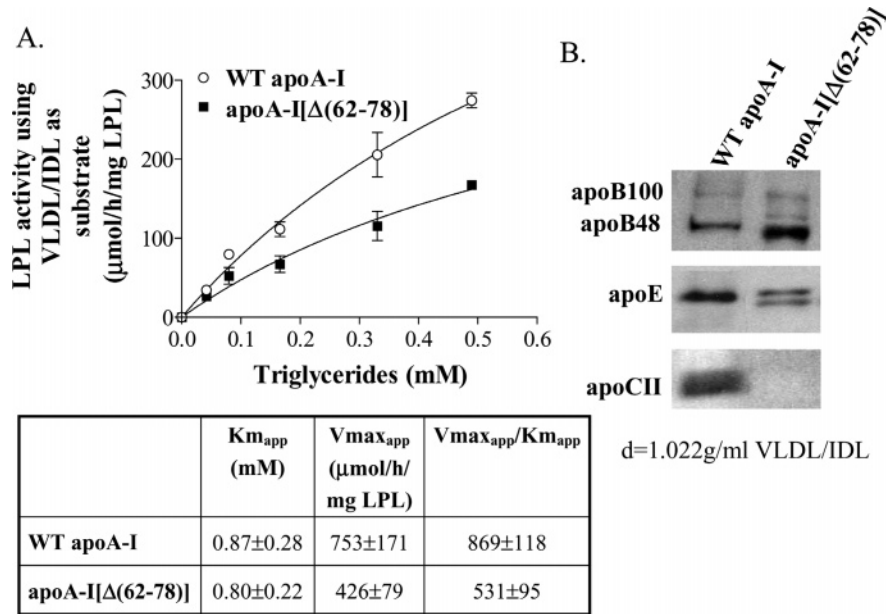 A.
LPL activity using
VLDL/IDL as
substrate
(μmol/h/mg LPL)
300
200
100
0
WT apoA-I
apoA-I[Δ(62-78)]
0.0 0.1 0.2 0.3 0.4 0.5 0.6
Triglycerides (mM)
Km_app (mM) Vmax_app (μmol/h/ mg LPL) Vmax_app/Km_app
WT apoA-I 0.87±0.28 753±171 869±118
apoA-I[Δ(62-78)] 0.80±0.22 426±79 531±95
B.
WT apoA-I
apoA-I[Δ(62-78)]
apoB100
apoB48
apoE
apoCII
d=1.022g/ml VLDL/IDL